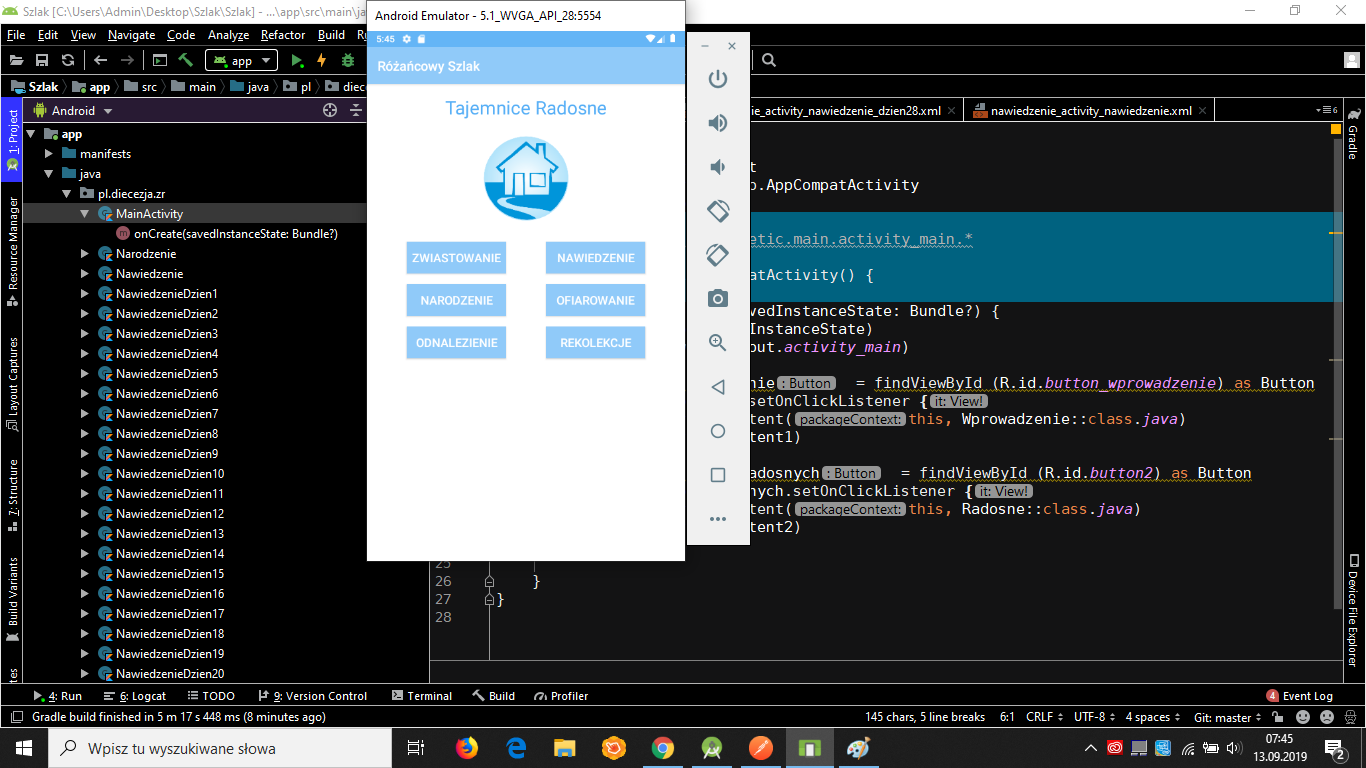 Szlak [C:\Users\Admin\Desktop\Szlak\Szlak] - ...\app\src\main\j
File Edit View Navigate Code Analyze Refactor Build
app
Szlak app src main java pl
Android
1: Project
Resource Manager
Layout Captures
7: Structure
Build Variants
app
manifests
java
pl.diecezja.zr
MainActivity
onCreate(savedInstanceState: Bundle?)
Narodzenie
Nawiedzenie
NawiedzenieDzien1
NawiedzenieDzien2
NawiedzenieDzien3
NawiedzenieDzien4
NawiedzenieDzien5
NawiedzenieDzien6
NawiedzenieDzien7
NawiedzenieDzien8
NawiedzenieDzien9
NawiedzenieDzien10
NawiedzenieDzien11
NawiedzenieDzien12
NawiedzenieDzien13
NawiedzenieDzien14
NawiedzenieDzien15
NawiedzenieDzien16
NawiedzenieDzien17
NawiedzenieDzien18
NawiedzenieDzien19
NawiedzenieDzien20
Android Emulator - 5.1_WVGA_API_28:5554
5:45
Różańcowy Szlak
Tajemnice Radosne
ZWIASTOWANIE NAWIEDZENIE
NARODZENIE OFIAROWANIE
ODNALEZIENIE REKOLEKCJE
ie_activity_nawiedzenie_dzien28.xml nawiedzenie_activity_nawiedzenie.xml 6
t
o.AppCompatActivity
etic.main.activity_main.*
atActivity() {
vedInstanceState: Bundle?) {
InstanceState)
out.activity_main)
nie : Button = findViewById (R.id.button_wprowadzenie) as Button
setOnClickListener { it: View!
tent( packageContext: this, Wprowadzenie::class.java)
tent1)
adosnych : Button = findViewById (R.id.button2) as Button
nych.setOnClickListener { it: View!
tent( packageContext: this, Radosne::class.java)
tent2)
25
26 }
27 }
28
Gradle
Device File Explorer
4: Run 6: Logcat TODO 9: Version Control Terminal Build Profiler 4 Event Log
Gradle build finished in 5 m 17 s 448 ms (8 minutes ago) 145 chars, 5 line breaks 6:1 CRLF UTF-8 4 spaces Git: master
Wpisz tu wyszukiwane słowa
07:45
13.09.2019
2